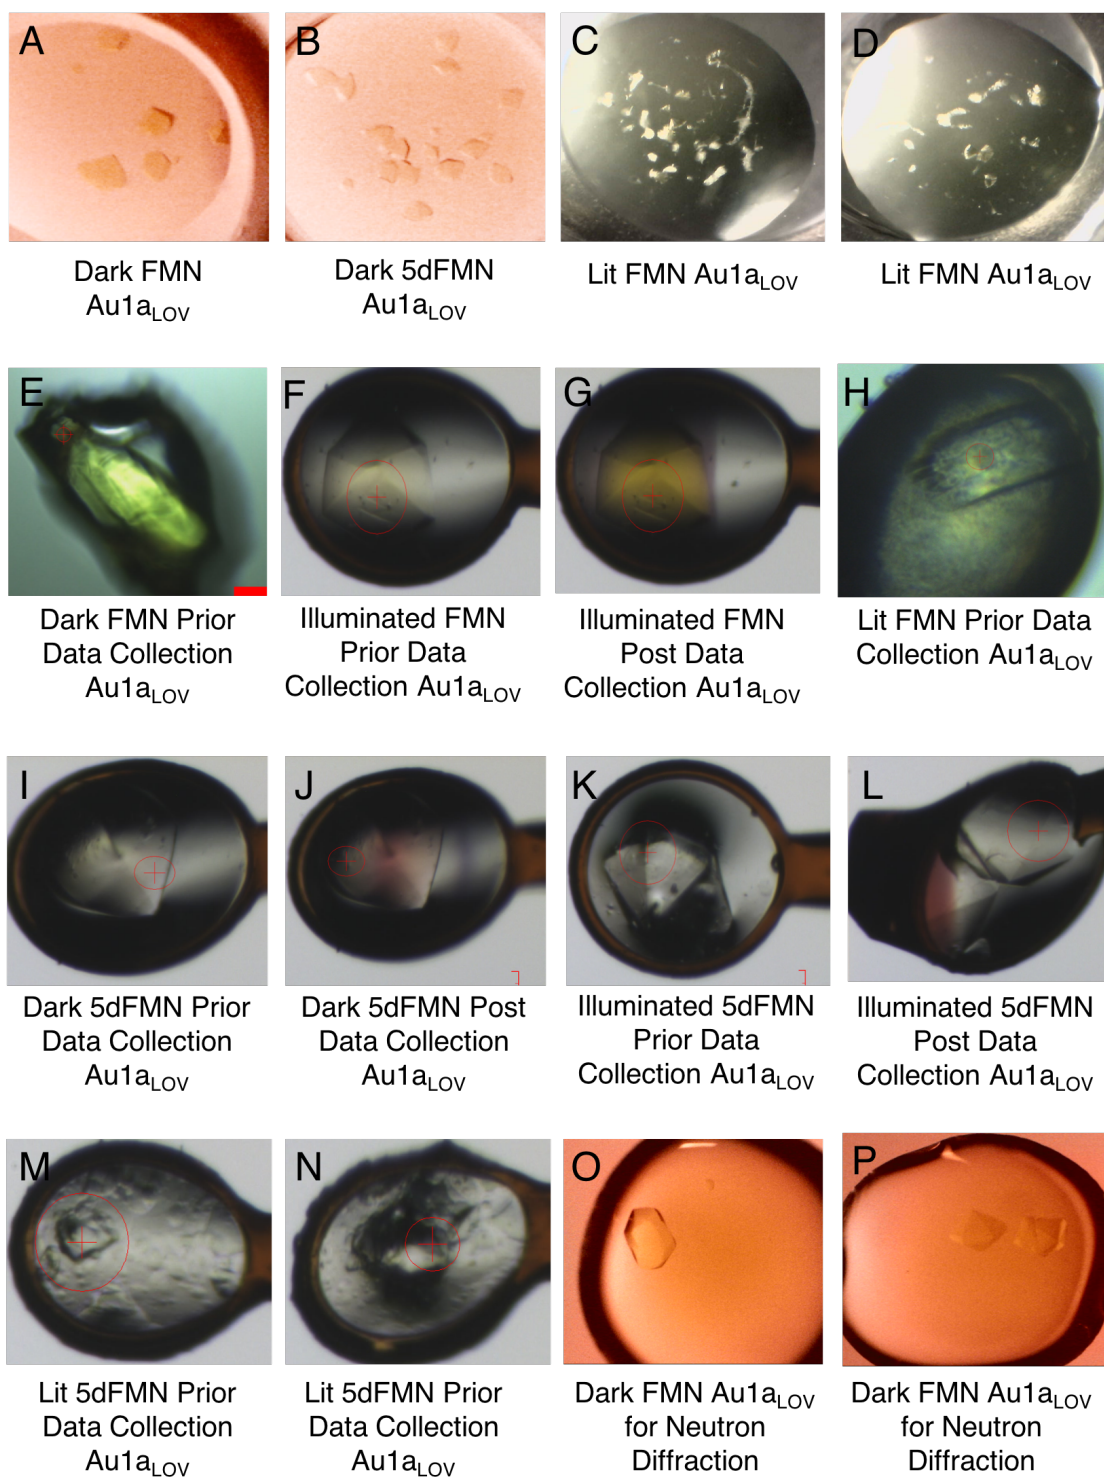 A
B
C
D
Dark FMN
Au1aLOV
Dark 5dFMN
Au1aLOV
Lit FMN Au1aLOV
Lit FMN Au1aLOV
E
F
G
H
Dark FMN Prior
Data Collection
Au1aLOV
Illuminated FMN
Prior Data
Collection Au1aLOV
Illuminated FMN
Post Data
Collection Au1aLOV
Lit FMN Prior Data
Collection Au1aLOV
I
J
K
L
Dark 5dFMN Prior
Data Collection
Au1aLOV
Dark 5dFMN Post
Data Collection
Au1aLOV
Illuminated 5dFMN
Prior Data
Collection Au1aLOV
Illuminated 5dFMN
Post Data
Collection Au1aLOV
M
N
O
P
Lit 5dFMN Prior
Data Collection
Au1aLOV
Lit 5dFMN Prior
Data Collection
Au1aLOV
Dark FMN Au1aLOV
for Neutron
Diffraction
Dark FMN Au1aLOV
for Neutron
Diffraction